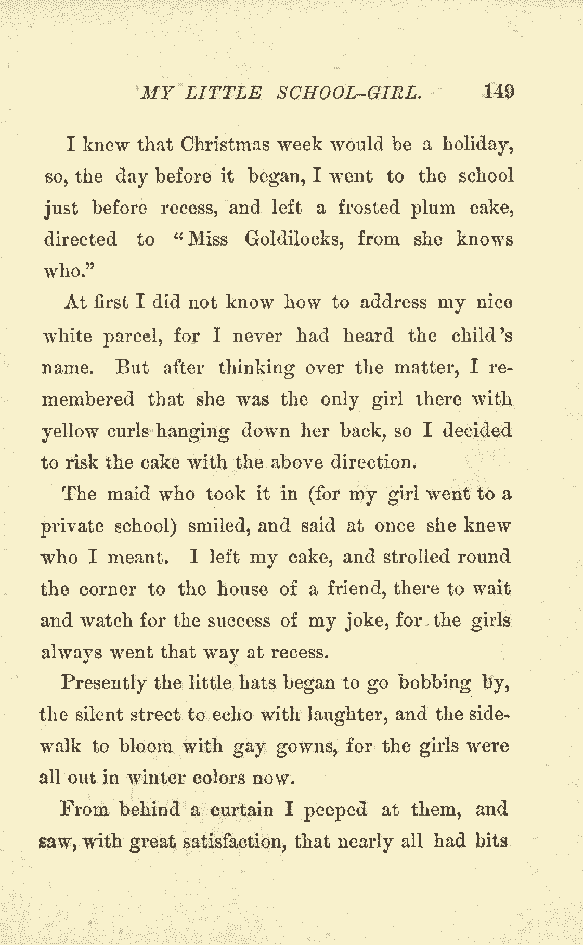 MY LITTLE SCHOOL-GIRL. 149
I knew that Christmas week would be a holiday,
so, the day before it began, I went to the school
just before recess, and left a frosted plum cake,
directed to “Miss Goldilocks, from she knows
who.”
At first I did not know how to address my nice
white parcel, for I never had heard the child’s
name. But after thinking over the matter, I re-
membered that she was the only girl there with
yellow curls hanging down her back, so I decided
to risk the cake with the above direction.
The maid who took it in (for my girl went to a
private school) smiled, and said at once she knew
who I meant. I left my cake, and strolled round
the corner to the house of a friend, there to wait
and watch for the success of my joke, for the girls
always went that way at recess.
Presently the little hats began to go bobbing by,
the silent street to echo with laughter, and the side-
walk to bloom with gay gowns, for the girls were
all out in winter colors now.
From behind a curtain I peeped at them, and
saw, with great satisfaction, that nearly all had bits